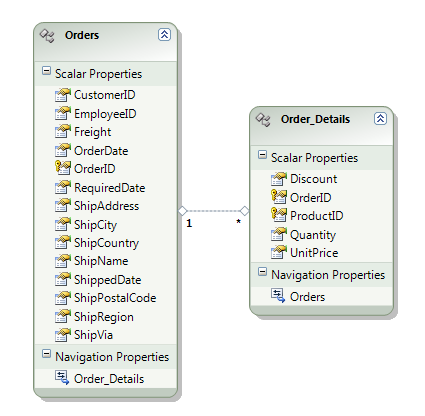 Orders
Scalar Properties
CustomerID
EmployeeID
Freight
OrderDate
OrderID
RequiredDate
ShipAddress
ShipCity
ShipCountry
ShipName
ShippedDate
ShipPostalCode
ShipRegion
ShipVia
Navigation Properties
Order_Details
1
*
Order_Details
Scalar Properties
Discount
OrderID
ProductID
Quantity
UnitPrice
Navigation Properties
Orders